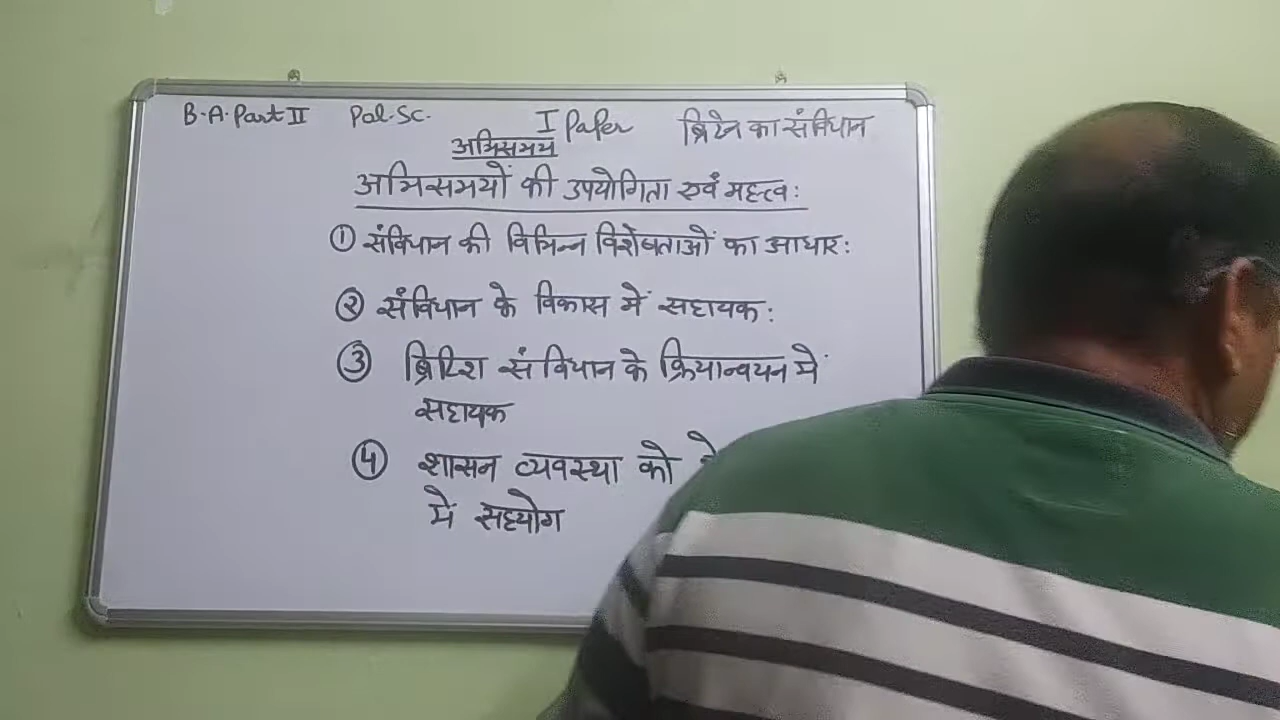 B.A. Part II Pol.Sc. I Paper ब्रिटेन का संविधान
अभिसमय
अभिसमयों की उपयोगिता एवं महत्व:
① संविधान की विभिन्न विशेषताओं का आधार:
② संविधान के विकास में सहायक:
③ ब्रिटिश संविधान के क्रियान्वयन में
सहायक
④ शासन व्यवस्था को
में सहयोग